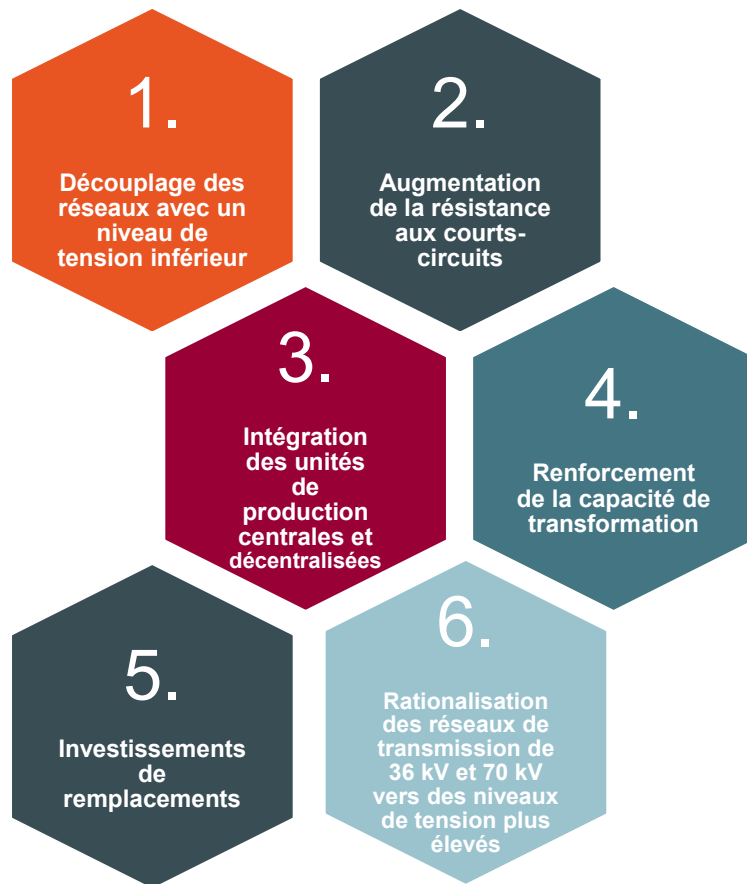 1.
Découplage des
réseaux avec un
niveau de
tension inférieur
2.
Augmentation
de la résistance
aux courts-
circuits
3.
Intégration
des unités
de
production
centrales et
décentralisées
4.
Renforcement
de la capacité de
transformation
5.
Investissements
de
remplacements
6.
Rationalisation
des réseaux de
transmission de
36 kV et 70 kV
vers des niveaux
de tension plus
élevés